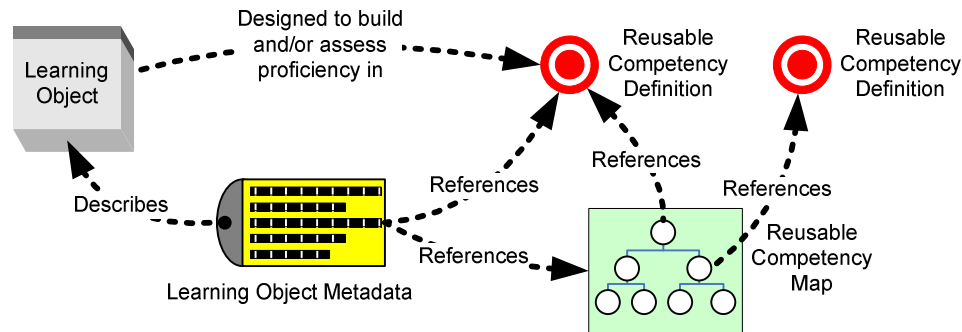 Designed to build
and/or assess
proficiency in
Learning
Object
Reusable
Competency
Definition
Reusable
Competency
Definition
References
References
References
Describes
References
Reusable
Competency
Map
Learning Object Metadata